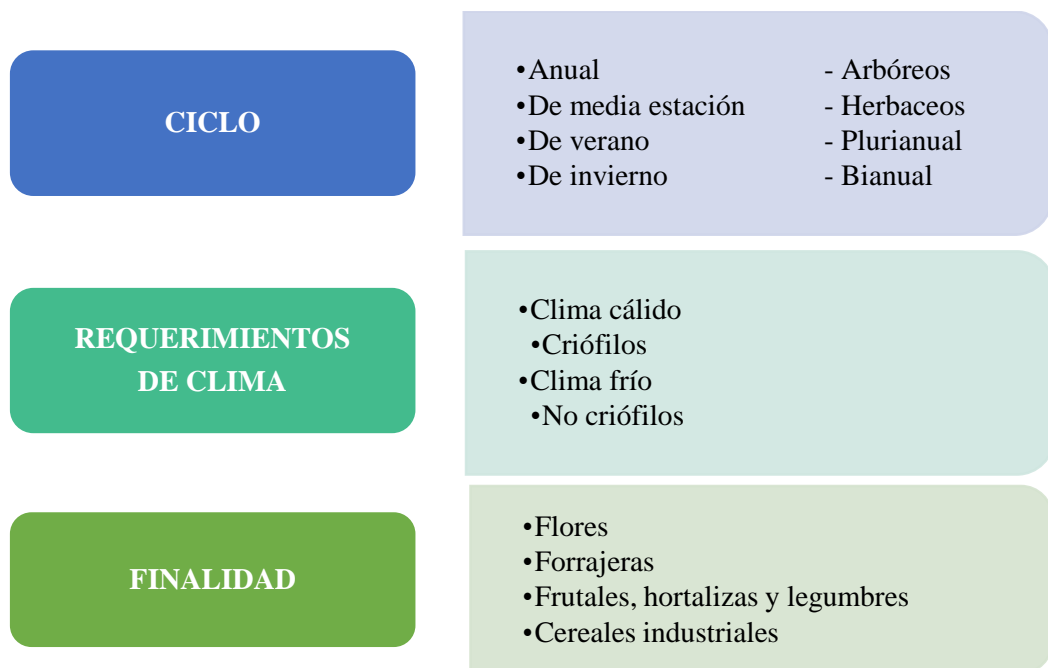 CICLO
•Anual
•De media estación
•De verano
•De invierno
- Arbóreos
- Herbaceos
- Plurianual
- Bianual
REQUERIMIENTOS
DE CLIMA
•Clima cálido
•Criófilos
•Clima frío
•No criófilos
FINALIDAD
•Flores
•Forrajeras
•Frutales, hortalizas y legumbres
•Cereales industriales